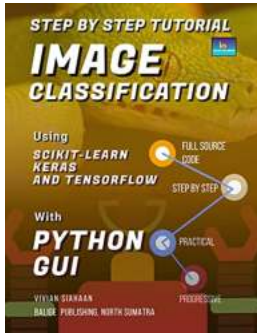 STEP BY STEP TUTORIAL
IMAGE
CLASSIFICATION
Using
SCIKIT-LEARN
KERAS
AND TENSORFLOW
FULL SOURCE
CODE
STEP BY STEP
With
PYTHON
GUI
PRACTICAL
PROGRESSIVE
VIVIAN SIAHAAN
BALIGE PUBLISHING, NORTH SUMATRA